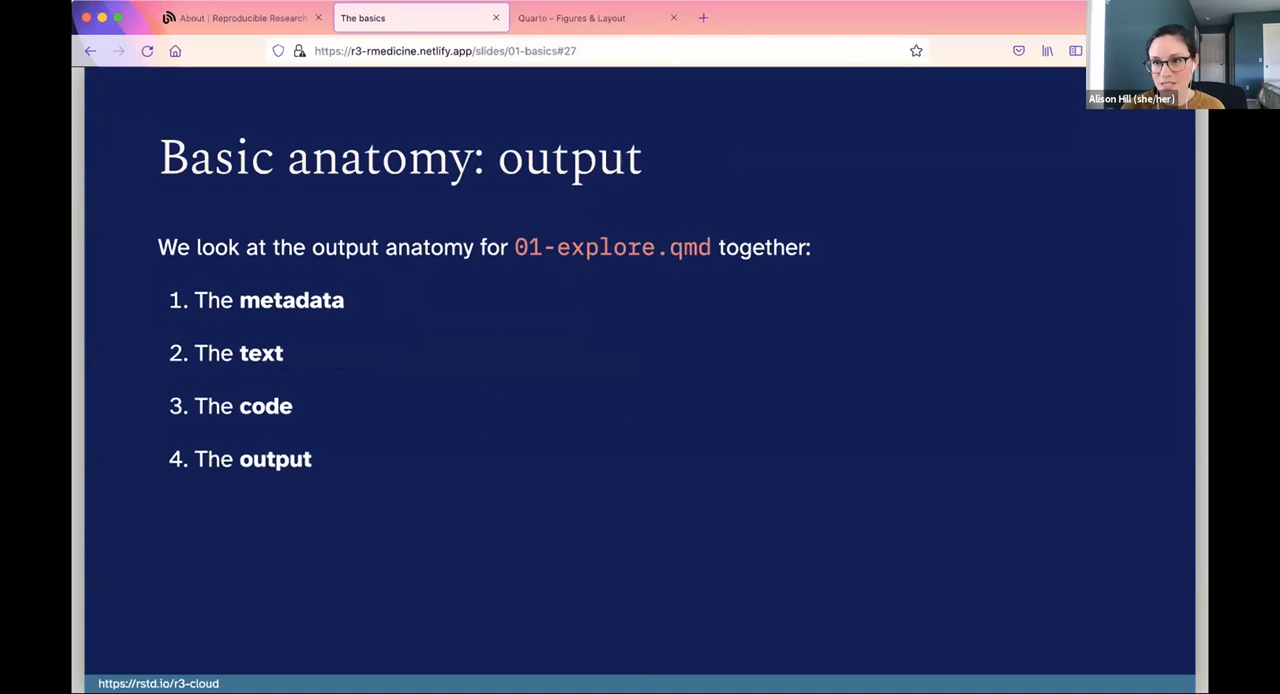 About | Reproducible Research
The basics
Quarto – Figures & Layout
https://r3-rmedicine.netlify.app/slides/01-basics#27
Alison Hill (she/her)
Basic anatomy: output
We look at the output anatomy for 01-explore.qmd together:
1. The metadata
2. The text
3. The code
4. The output
https://rstd.io/r3-cloud